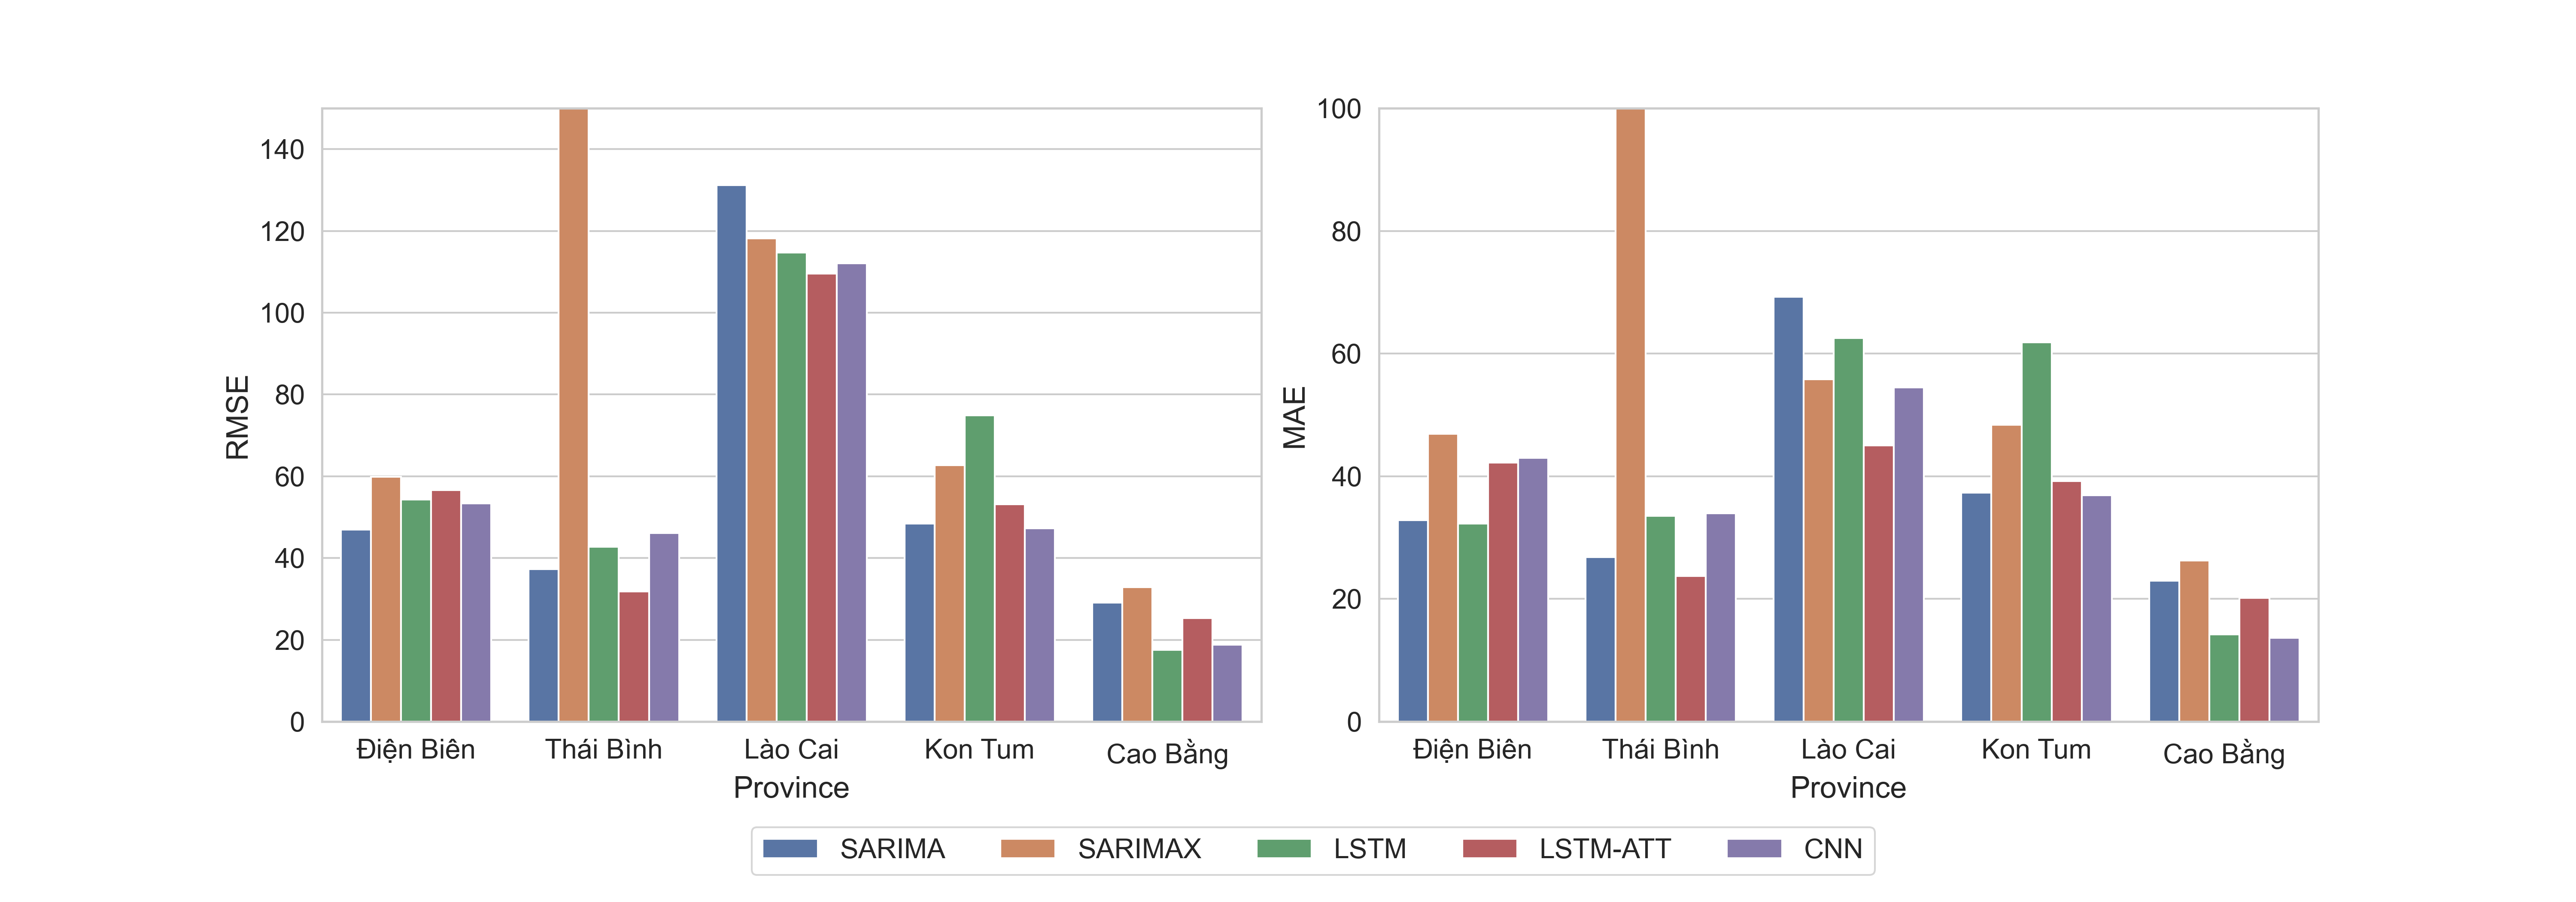 RMSE
140
120
100
80
60
40
20
0
Điện Biên Thái Bình Lào Cai Kon Tum Cao Bằng
Province
MAE
100
80
60
40
20
0
Điện Biên Thái Bình Lào Cai Kon Tum Cao Bằng
Province
SARIMA SARIMAX LSTM LSTM-ATT CNN